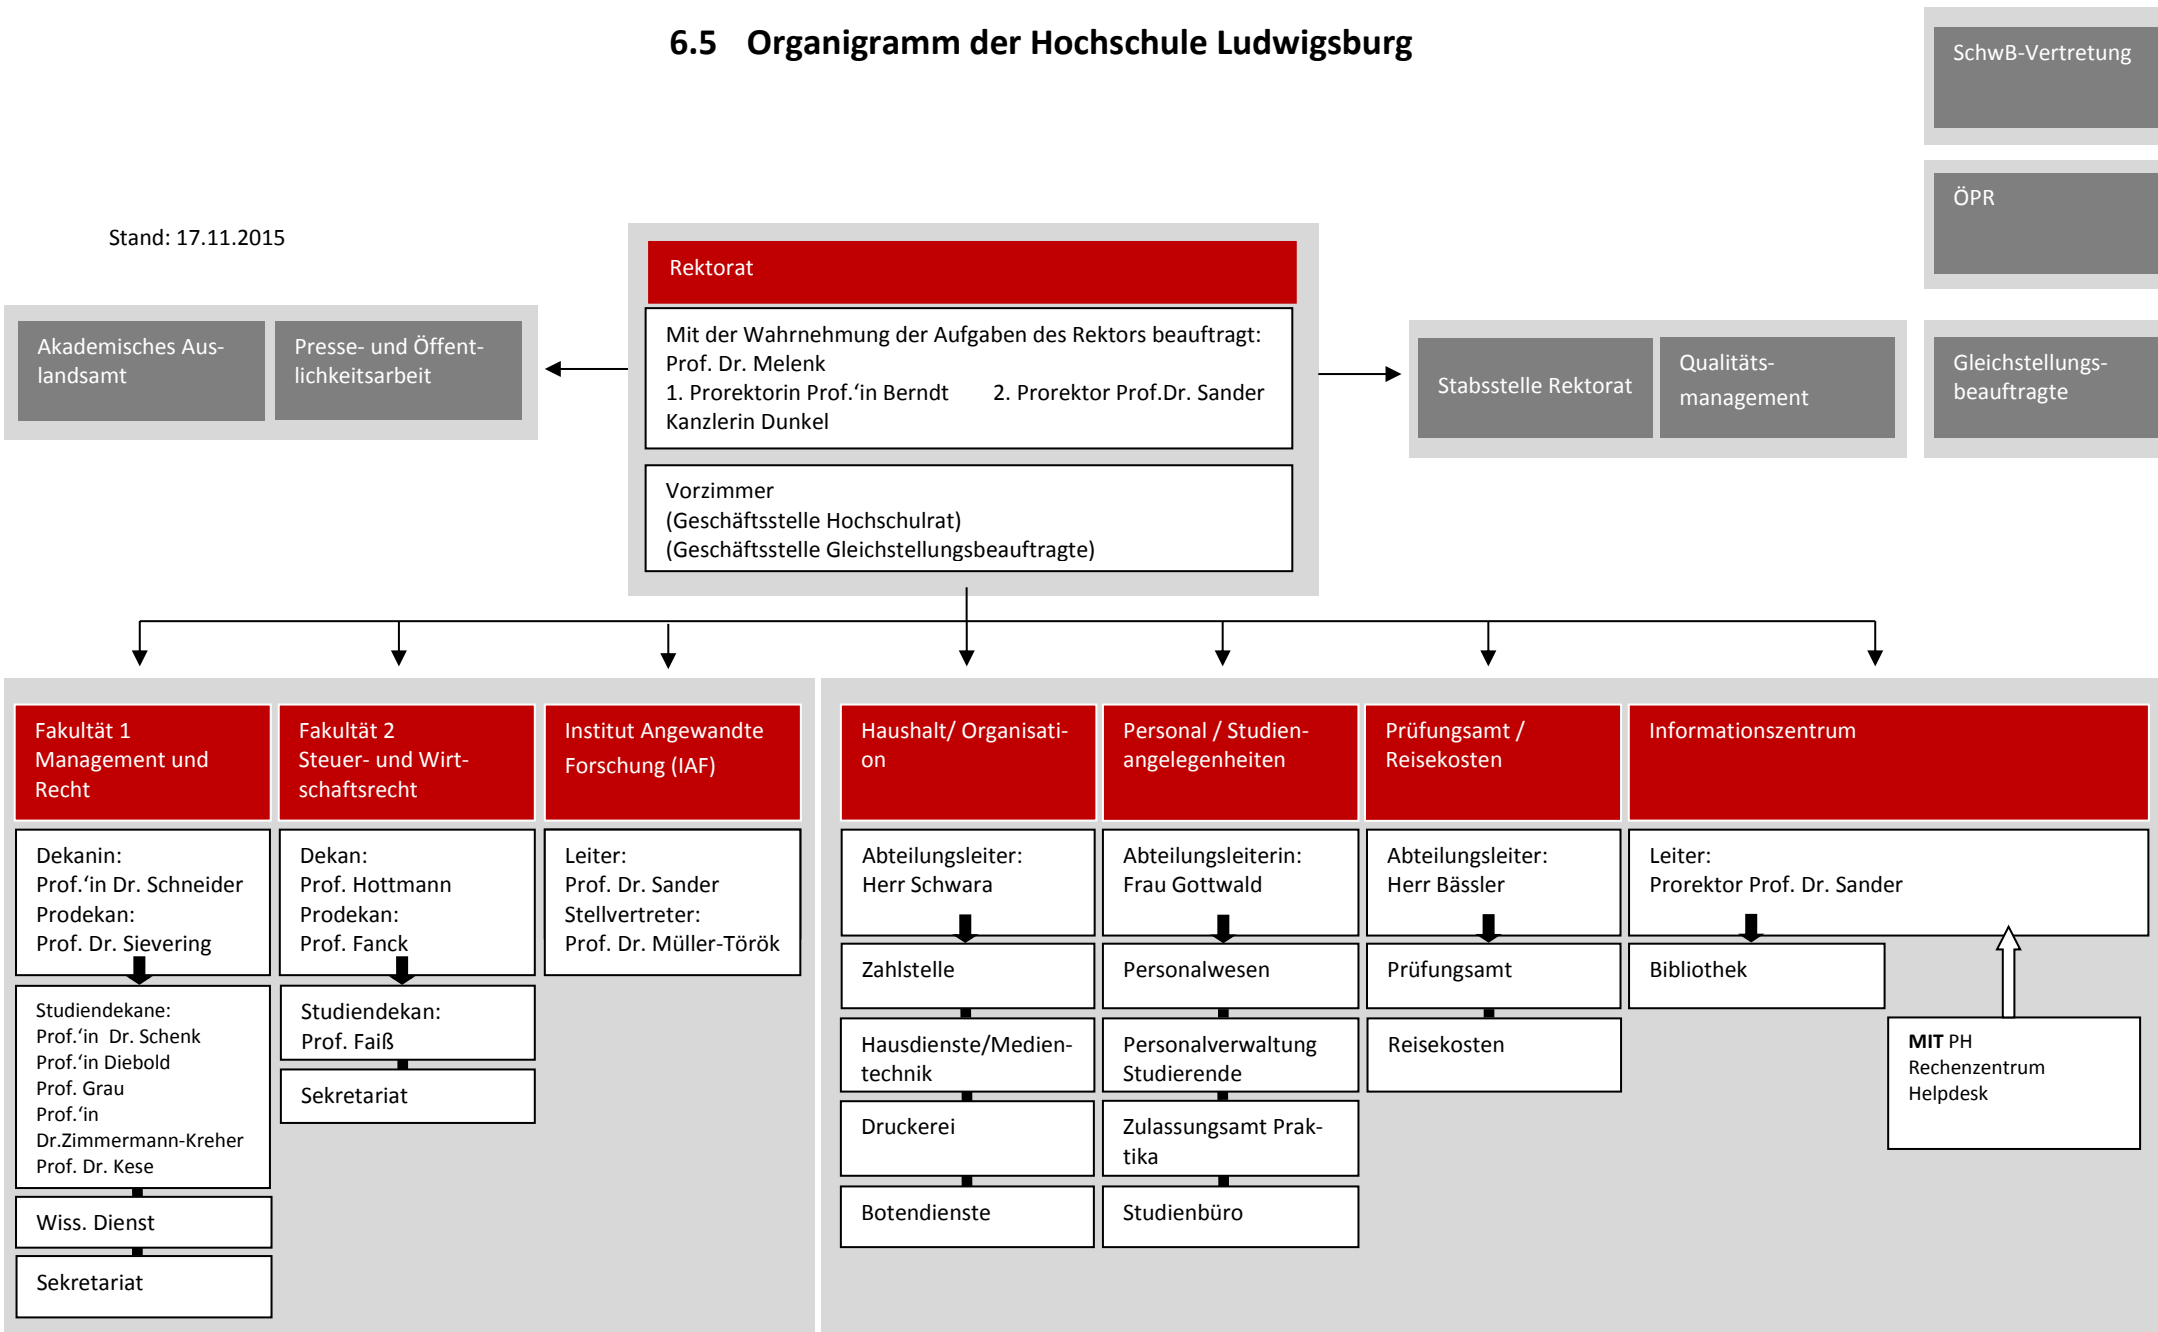 6.5 Organigramm der Hochschule Ludwigsburg
SchwB-Vertretung
ÖPR
Stand: 17.11.2015
Akademisches Aus-
landsamt
Presse- und Öffent-
lichkeitsarbeit
Rektorat
Mit der Wahrnehmung der Aufgaben des Rektors beauftragt:
Prof. Dr. Melenk
1. Prorektorin Prof.‘in Berndt 2. Prorektor Prof.Dr. Sander
Kanzlerin Dunkel
Vorzimmer
(Geschäftsstelle Hochschulrat)
(Geschäftsstelle Gleichstellungsbeauftragte)
Stabsstelle Rektorat
Qualitäts-
management
Gleichstellungs-
beauftragte
Fakultät 1
Management und
Recht
Dekanin:
Prof.‘in Dr. Schneider
Prodekan:
Prof. Dr. Sievering
Studiendekane:
Prof.‘in Dr. Schenk
Prof.‘in Diebold
Prof. Grau
Prof.‘in
Dr.Zimmermann-Kreher
Prof. Dr. Kese
Wiss. Dienst
Sekretariat
Fakultät 2
Steuer- und Wirt-
schaftsrecht
Dekan:
Prof. Hottmann
Prodekan:
Prof. Fanck
Studiendekan:
Prof. Faiß
Sekretariat
Institut Angewandte
Forschung (IAF)
Leiter:
Prof. Dr. Sander
Stellvertreter:
Prof. Dr. Müller-Török
Haushalt/ Organisati-
on
Abteilungsleiter:
Herr Schwara
Zahlstelle
Hausdienste/Medien-
technik
Druckerei
Botendienste
Personal / Studien-
angelegenheiten
Abteilungsleiterin:
Frau Gottwald
Personalwesen
Personalverwaltung
Studierende
Zulassungsamt Prak-
tika
Studienbüro
Prüfungsamt /
Reisekosten
Abteilungsleiter:
Herr Bässler
Prüfungsamt
Reisekosten
Informationszentrum
Leiter:
Prorektor Prof. Dr. Sander
Bibliothek
MIT PH
Rechenzentrum
Helpdesk